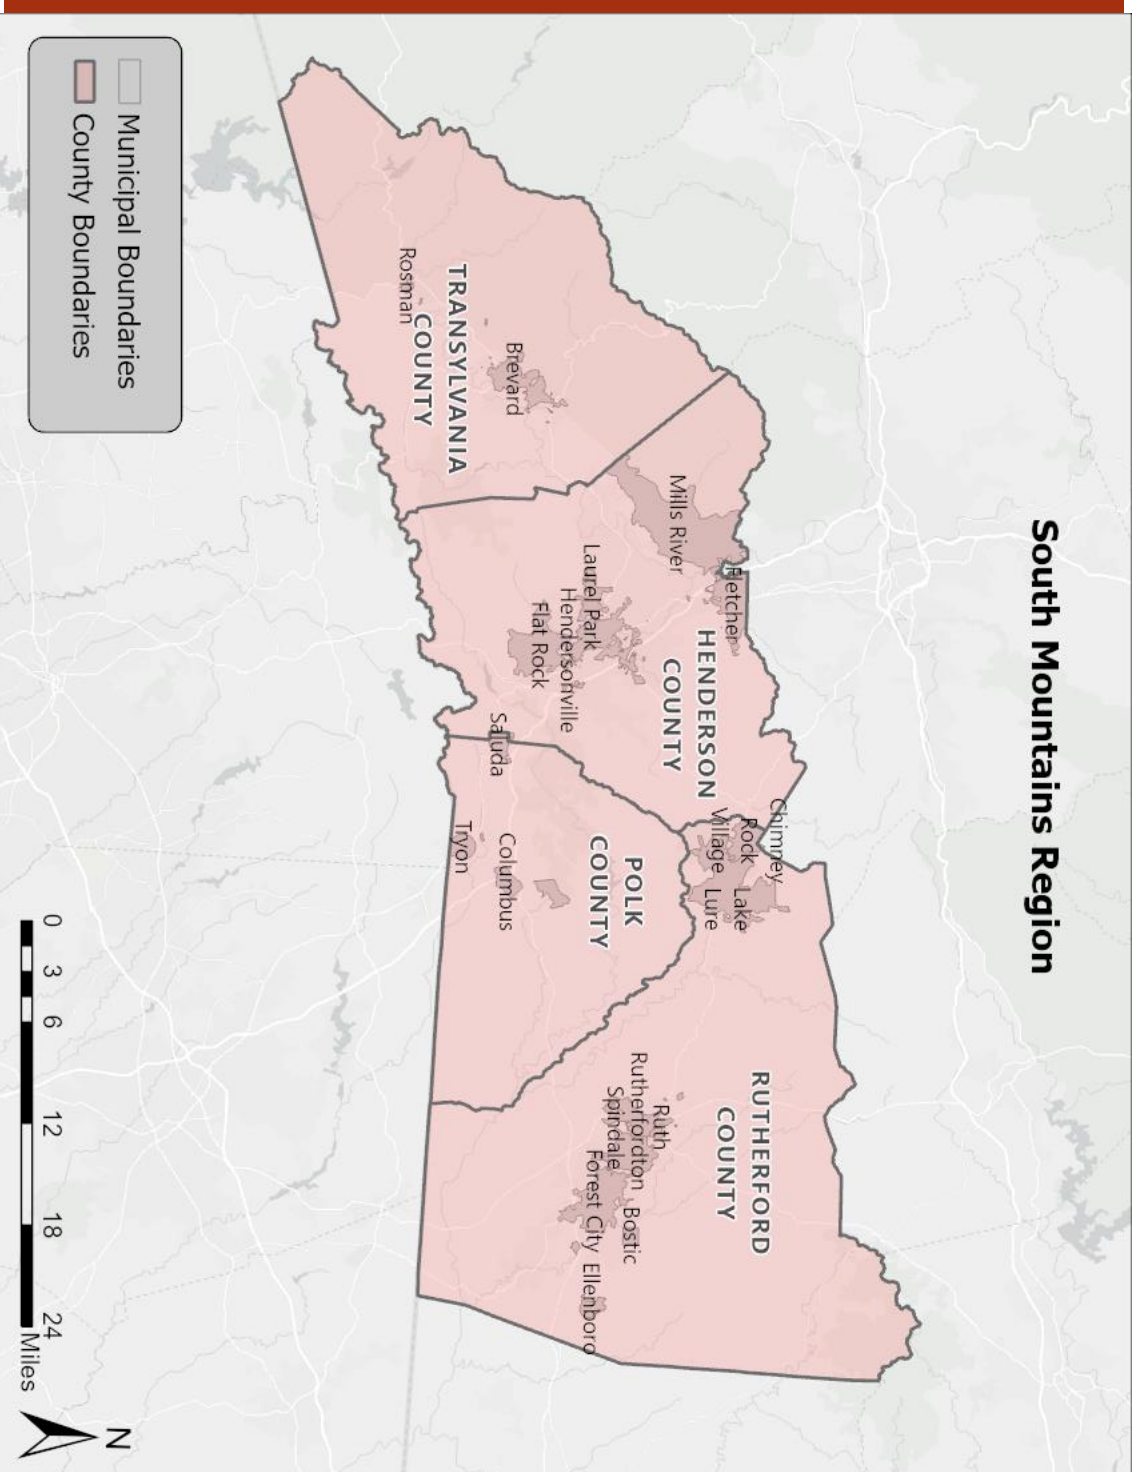 South Mountains Region
Chimney
Rock
Village
Lake
Lure
Fletcher
HENDERSON
COUNTY
Mills River
RUTHERFORD
COUNTY
Laurel Park
Hendersonville
Flat Rock
POLK
COUNTY
Ruth
Rutherfordton
Spindale
Bostic
Forest City
Ellenboro
Brevard
TRANSYLVANIA
COUNTY
Rosman
Saluda
Columbus
Tryon
Municipal Boundaries
County Boundaries
0 3 6 12 18 24
Miles
N